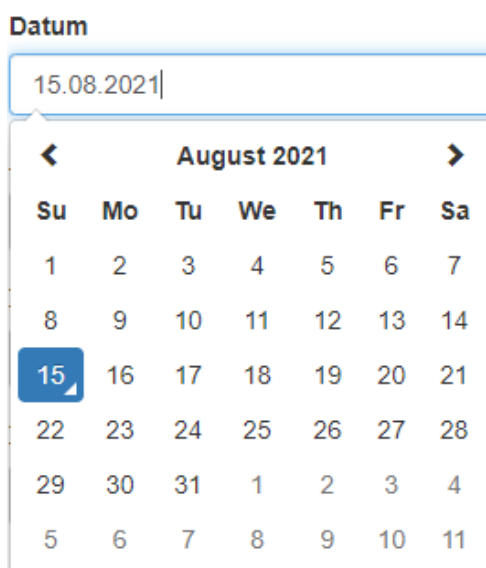 Datum
15.08.2021
August 2021
Su Mo Tu We Th Fr Sa
1 2 3 4 5 6 7
8 9 10 11 12 13 14
15 16 17 18 19 20 21
22 23 24 25 26 27 28
29 30 31 1 2 3 4
5 6 7 8 9 10 11